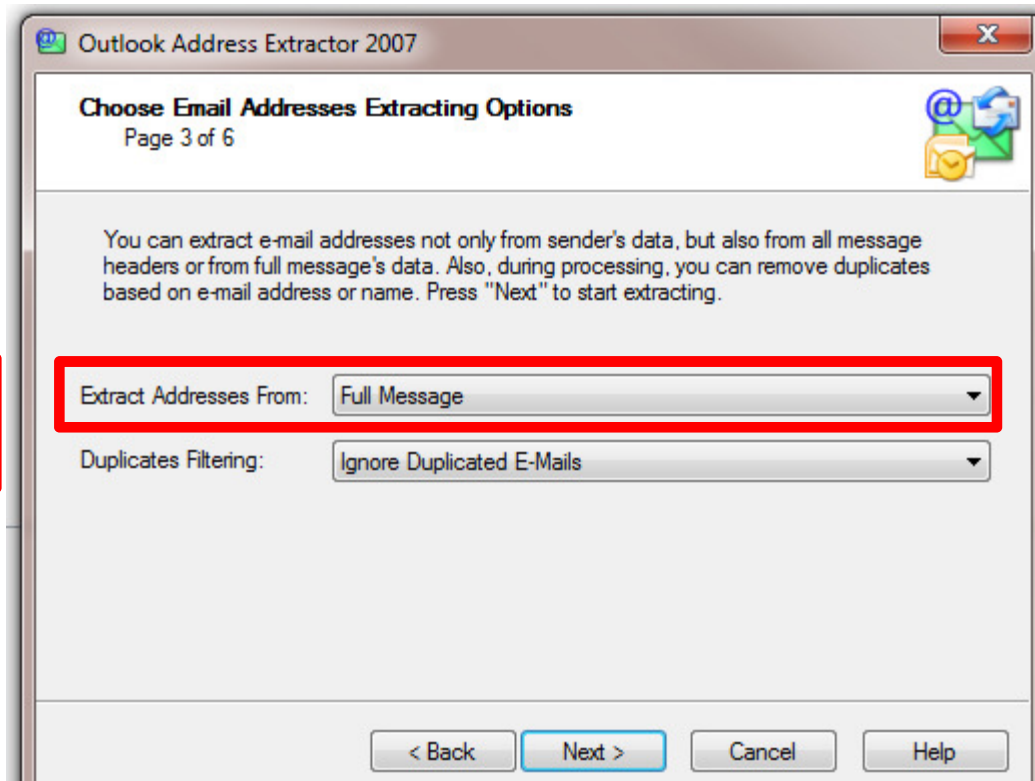 Outlook Address Extractor 2007
Choose Email Addresses Extracting Options
Page 3 of 6
You can extract e-mail addresses not only from sender's data, but also from all message
headers or from full message's data. Also, during processing, you can remove duplicates
based on e-mail address or name. Press "Next" to start extracting.
Extract Addresses From: Full Message
Duplicates Filtering: Ignore Duplicated E-Mails
< Back Next > Cancel Help